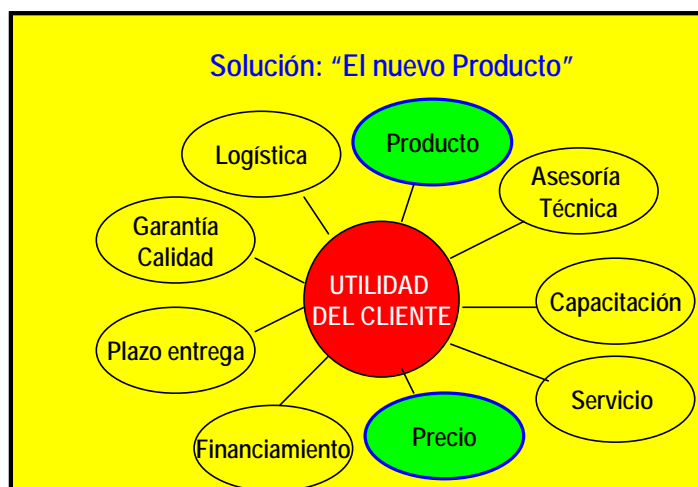 Solución: “El nuevo Producto”
Logística
Producto
Asesoría
Técnica
Garantía
Calidad
UTILIDAD
DEL CLIENTE
Capacitación
Plazo entrega
Servicio
Financiamiento
Precio